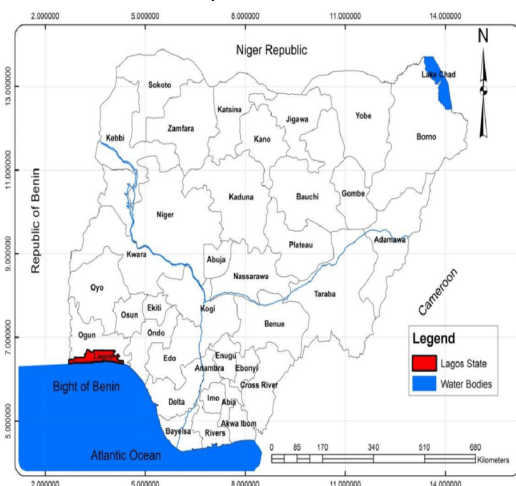 2.000000 5.000000 8.000000 11.000000 14.000000
Niger Republic
N
Lake Chad
13.000000
Sokoto
Katsina
Jigawa
Yobe
Borno
Zamfara
Kano
Kebbi
11.000000
Republic of Benin
Niger
Kaduna
Bauchi
Gombe
Plateau
Adamawa
9.000000
Kwara
Abuja
Nassarawa
Oyo
Taraba
Cameroon
Kogi
Osun
Ekiti
Benue
Ondo
7.000000
Ogun
Lagos
Edo
Enugu
Anambra
Ebonyi
Cross River
Legend
Lagos State
Water Bodies
Bight of Benin
Delta
Imo
Abia
Akwa Ibom
5.000000
Bayelsa
Rivers
Atlantic Ocean
0 85 170 340 510 680
Kilometers
2.000000 5.000000 8.000000 11.000000 14.000000